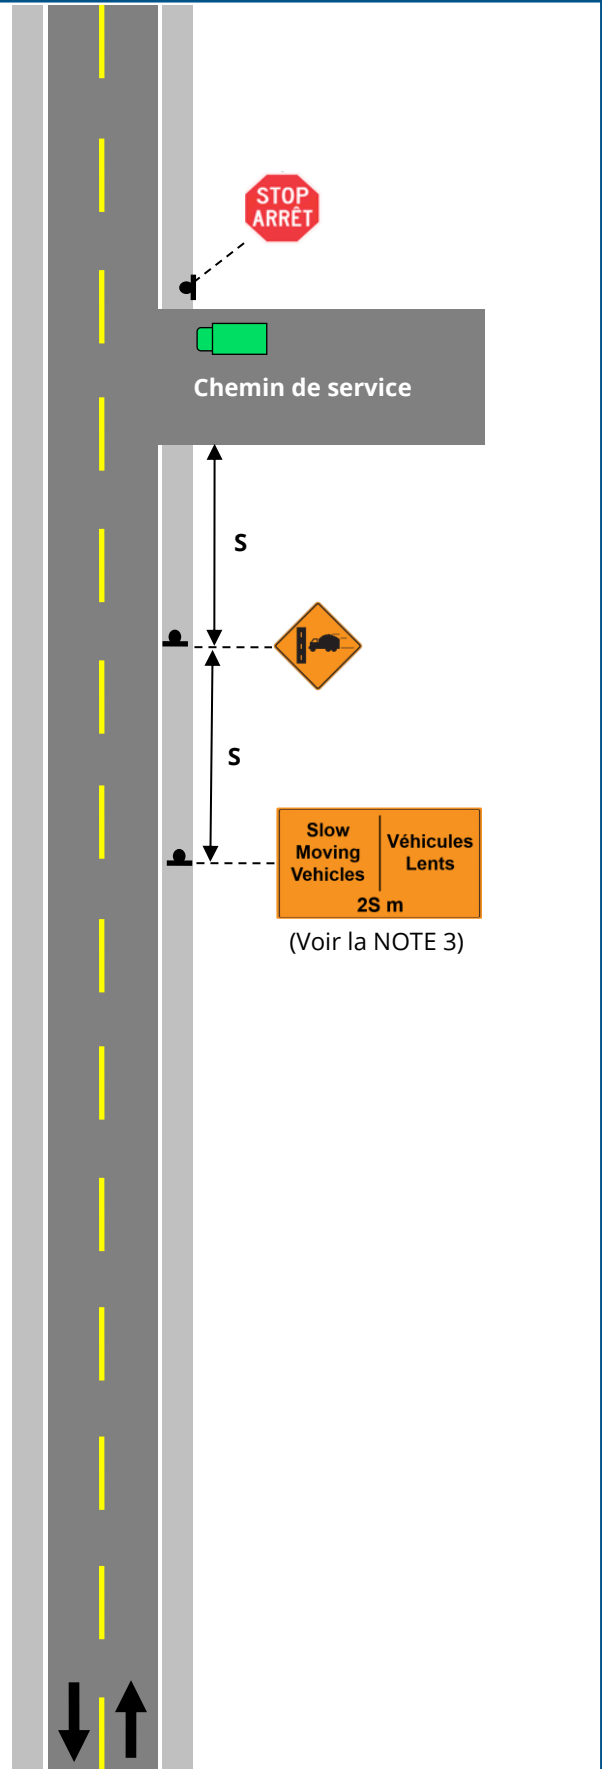 STOP
ARRÊT
Chemin de service
S
S
Slow
Moving
Vehicles
Véhicules
Lents
2S m
(Voir la NOTE 3)